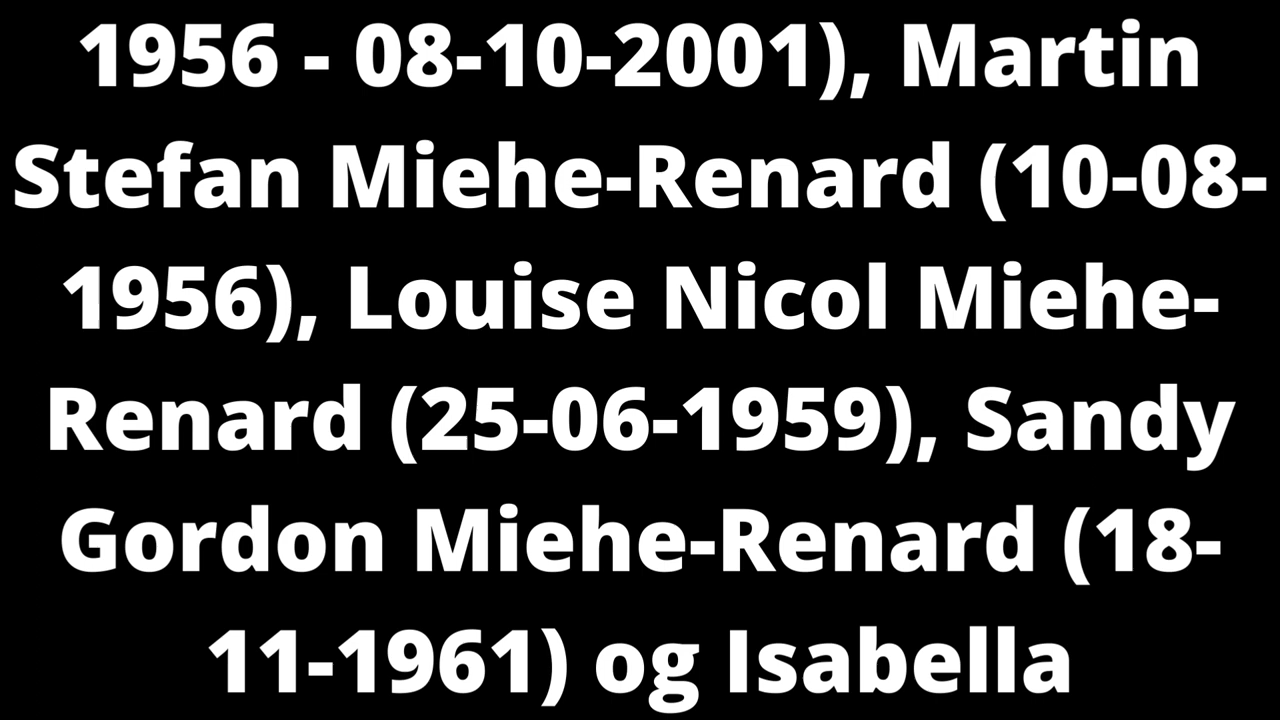 1956 - 08-10-2001), Martin
Stefan Miehe-Renard (10-08-
1956), Louise Nicol Miehe-
Renard (25-06-1959), Sandy
Gordon Miehe-Renard (18-
11-1961) og Isabella